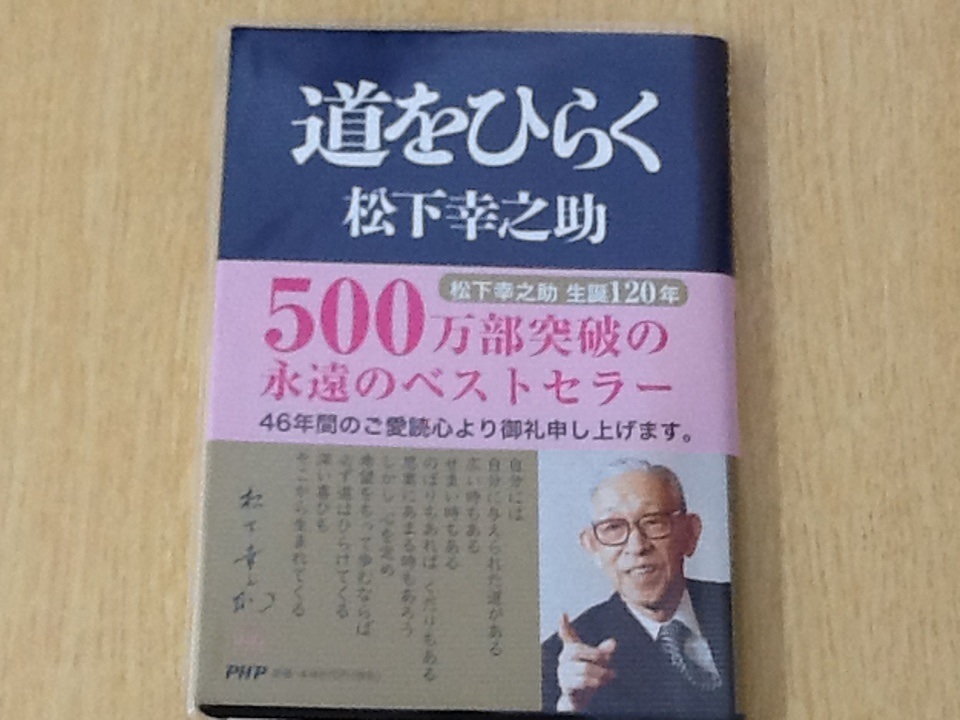 道をひらく
松下幸之助
松下幸之助 生誕120年
500万部突破の
永遠のベストセラー
46年間のご愛読心より御礼申し上げます。
自分には
自分に与えられた道がある
広い時もある
せまい時もある
のぼりもあれば くだりもある
思案にあまる時もあろう
しかし 心を定め
希望をもって歩むならば
必ず道はひらけてくる
深い喜びも
そこから生まれてくる
松下幸之助
PHP